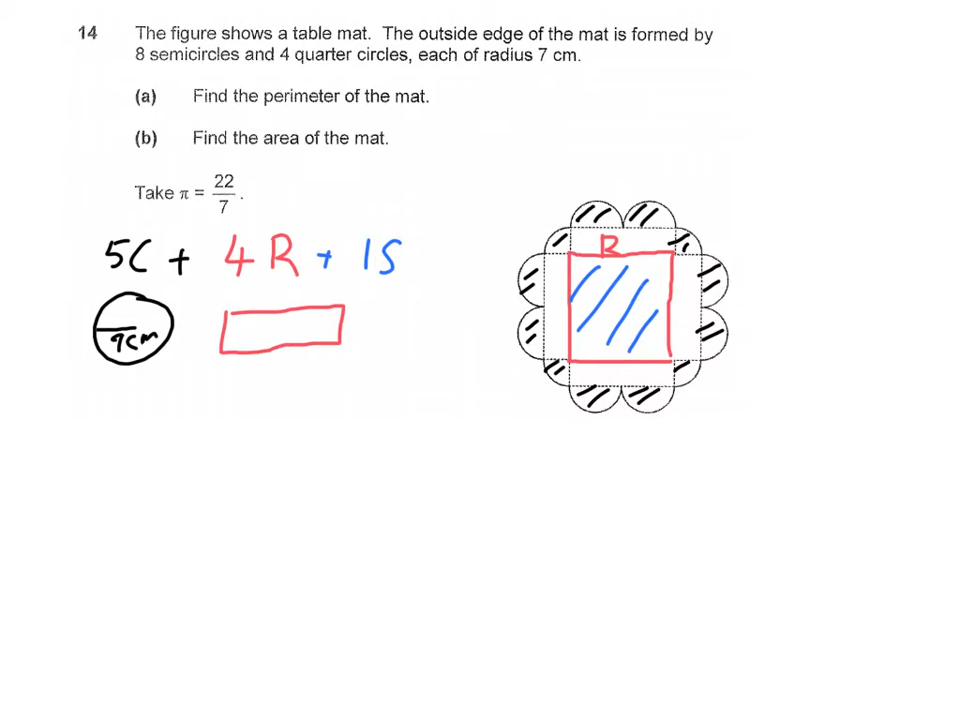 14 The figure shows a table mat. The outside edge of the mat is formed by
8 semicircles and 4 quarter circles, each of radius 7 cm.
(a) Find the perimeter of the mat.
(b) Find the area of the mat.
Take π = 22/7.
5C + 4R + 1S
7cm
R